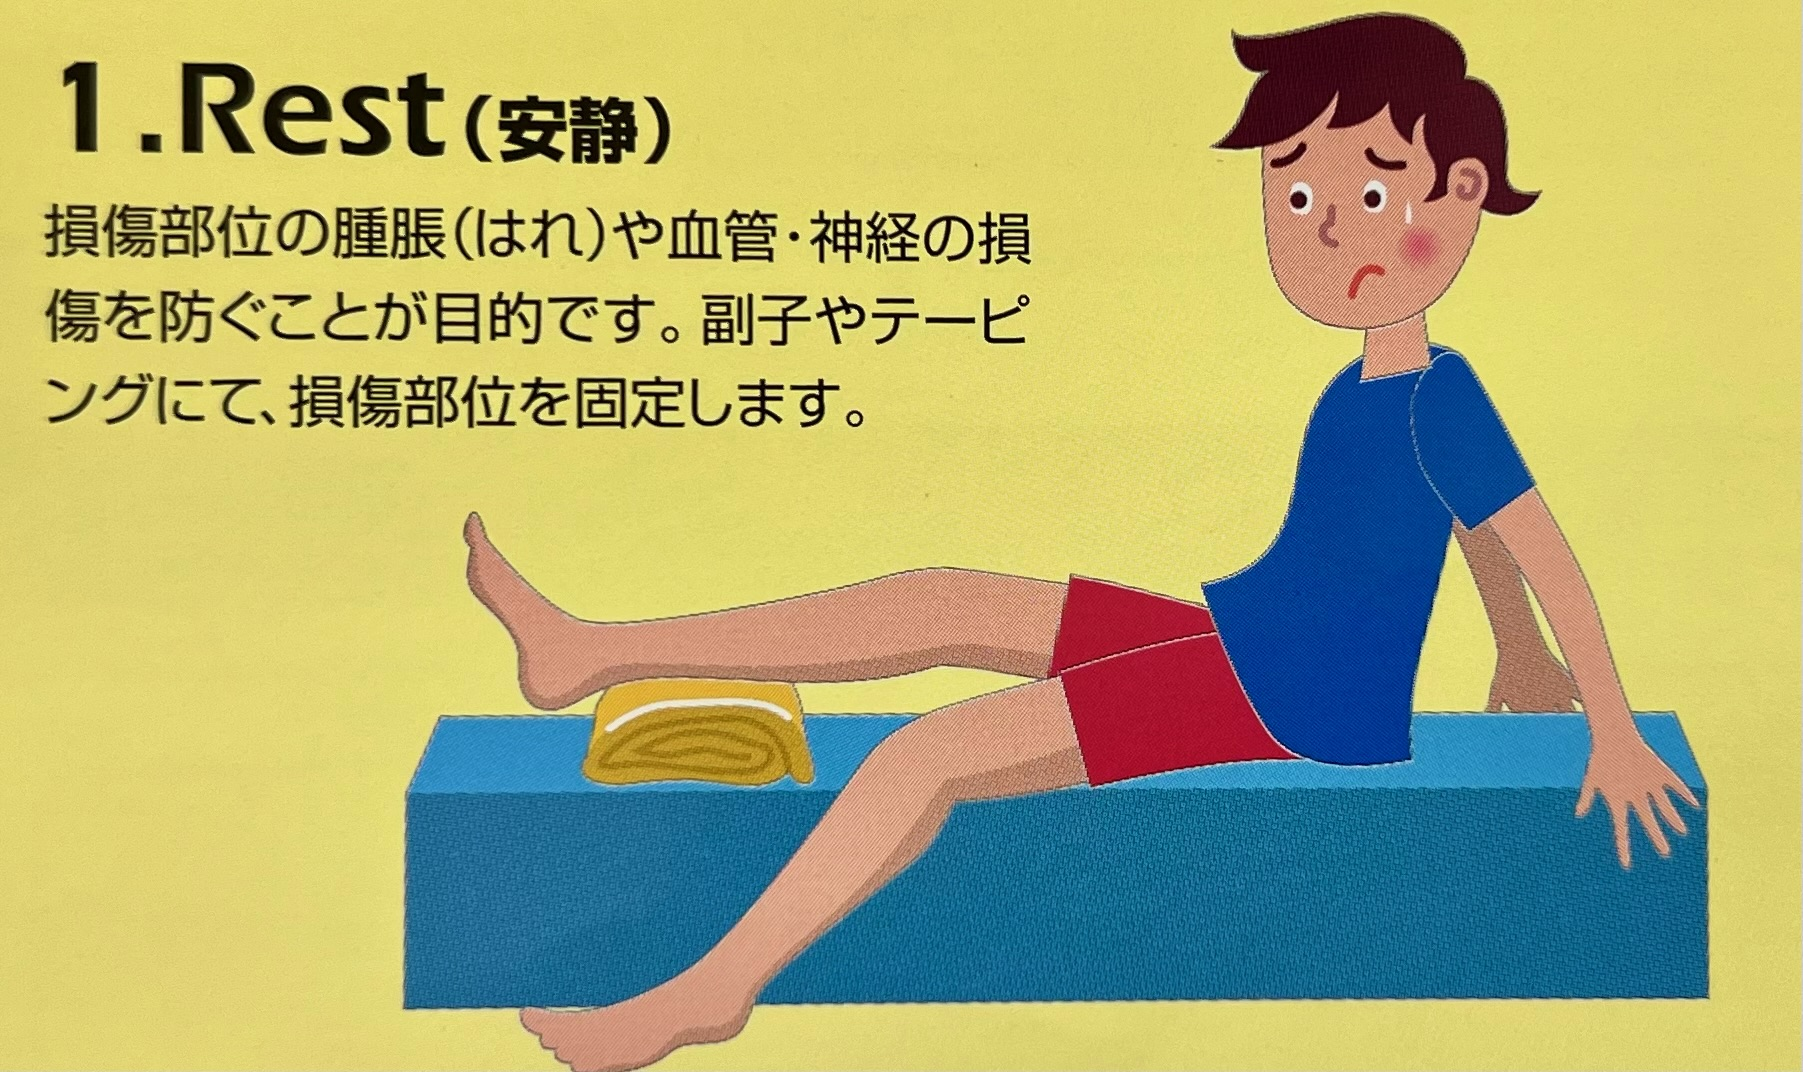 1.Rest(安静)
損傷部位の腫脹(はれ)や血管・神経の損
傷を防ぐことが目的です。副子やテーピ
ングにて、損傷部位を固定します。